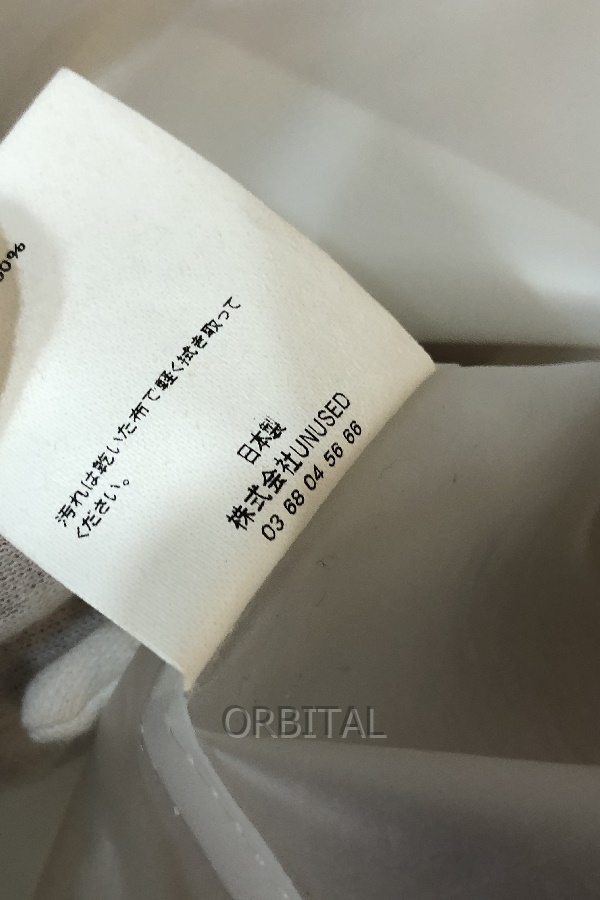 00%
汚れは乾いた布で軽く拭き取って
ください。
日本製
株式会社UNUSED
03 68 04 56 66
ORBITAL